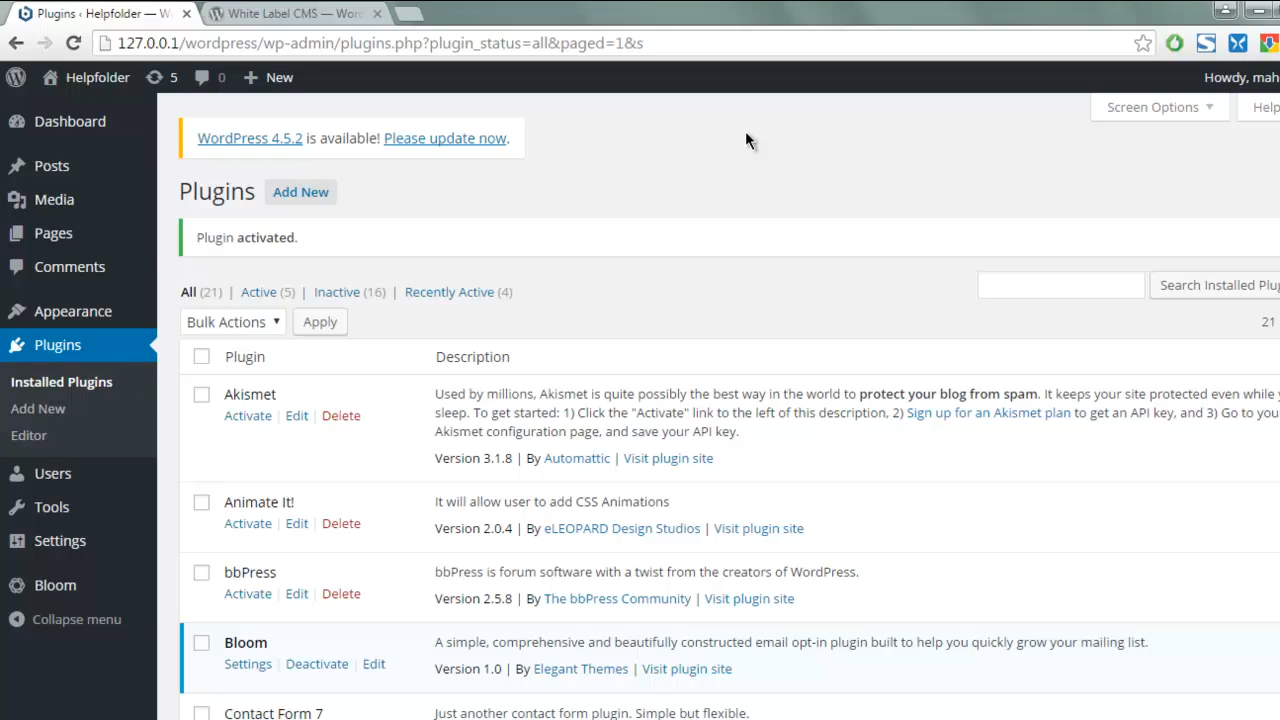 Plugins ‹ Helpfolder — W
White Label CMS — Wor
127.0.0.1/wordpress/wp-admin/plugins.php?plugin_status=all&paged=1&s
Helpfolder 5 0 New Howdy, mah
Screen Options Help
Dashboard
Posts
Media
Pages
Comments
Appearance
Plugins
Installed Plugins
Add New
Editor
Users
Tools
Settings
Bloom
Collapse menu
WordPress 4.5.2 is available! Please update now.
Plugins Add New
Plugin activated.
All (21) | Active (5) | Inactive (16) | Recently Active (4)
Search Installed Plug
Bulk Actions Apply 21
Plugin Description
Akismet
Activate | Edit | Delete
Used by millions, Akismet is quite possibly the best way in the world to protect your blog from spam. It keeps your site protected even while y
sleep. To get started: 1) Click the "Activate" link to the left of this description, 2) Sign up for an Akismet plan to get an API key, and 3) Go to you
Akismet configuration page, and save your API key.
Version 3.1.8 | By Automattic | Visit plugin site
Animate It!
Activate | Edit | Delete
It will allow user to add CSS Animations
Version 2.0.4 | By eLEOPARD Design Studios | Visit plugin site
bbPress
Activate | Edit | Delete
bbPress is forum software with a twist from the creators of WordPress.
Version 2.5.8 | By The bbPress Community | Visit plugin site
Bloom
Settings | Deactivate | Edit
A simple, comprehensive and beautifully constructed email opt-in plugin built to help you quickly grow your mailing list.
Version 1.0 | By Elegant Themes | Visit plugin site
Contact Form 7
Just another contact form plugin. Simple but flexible.